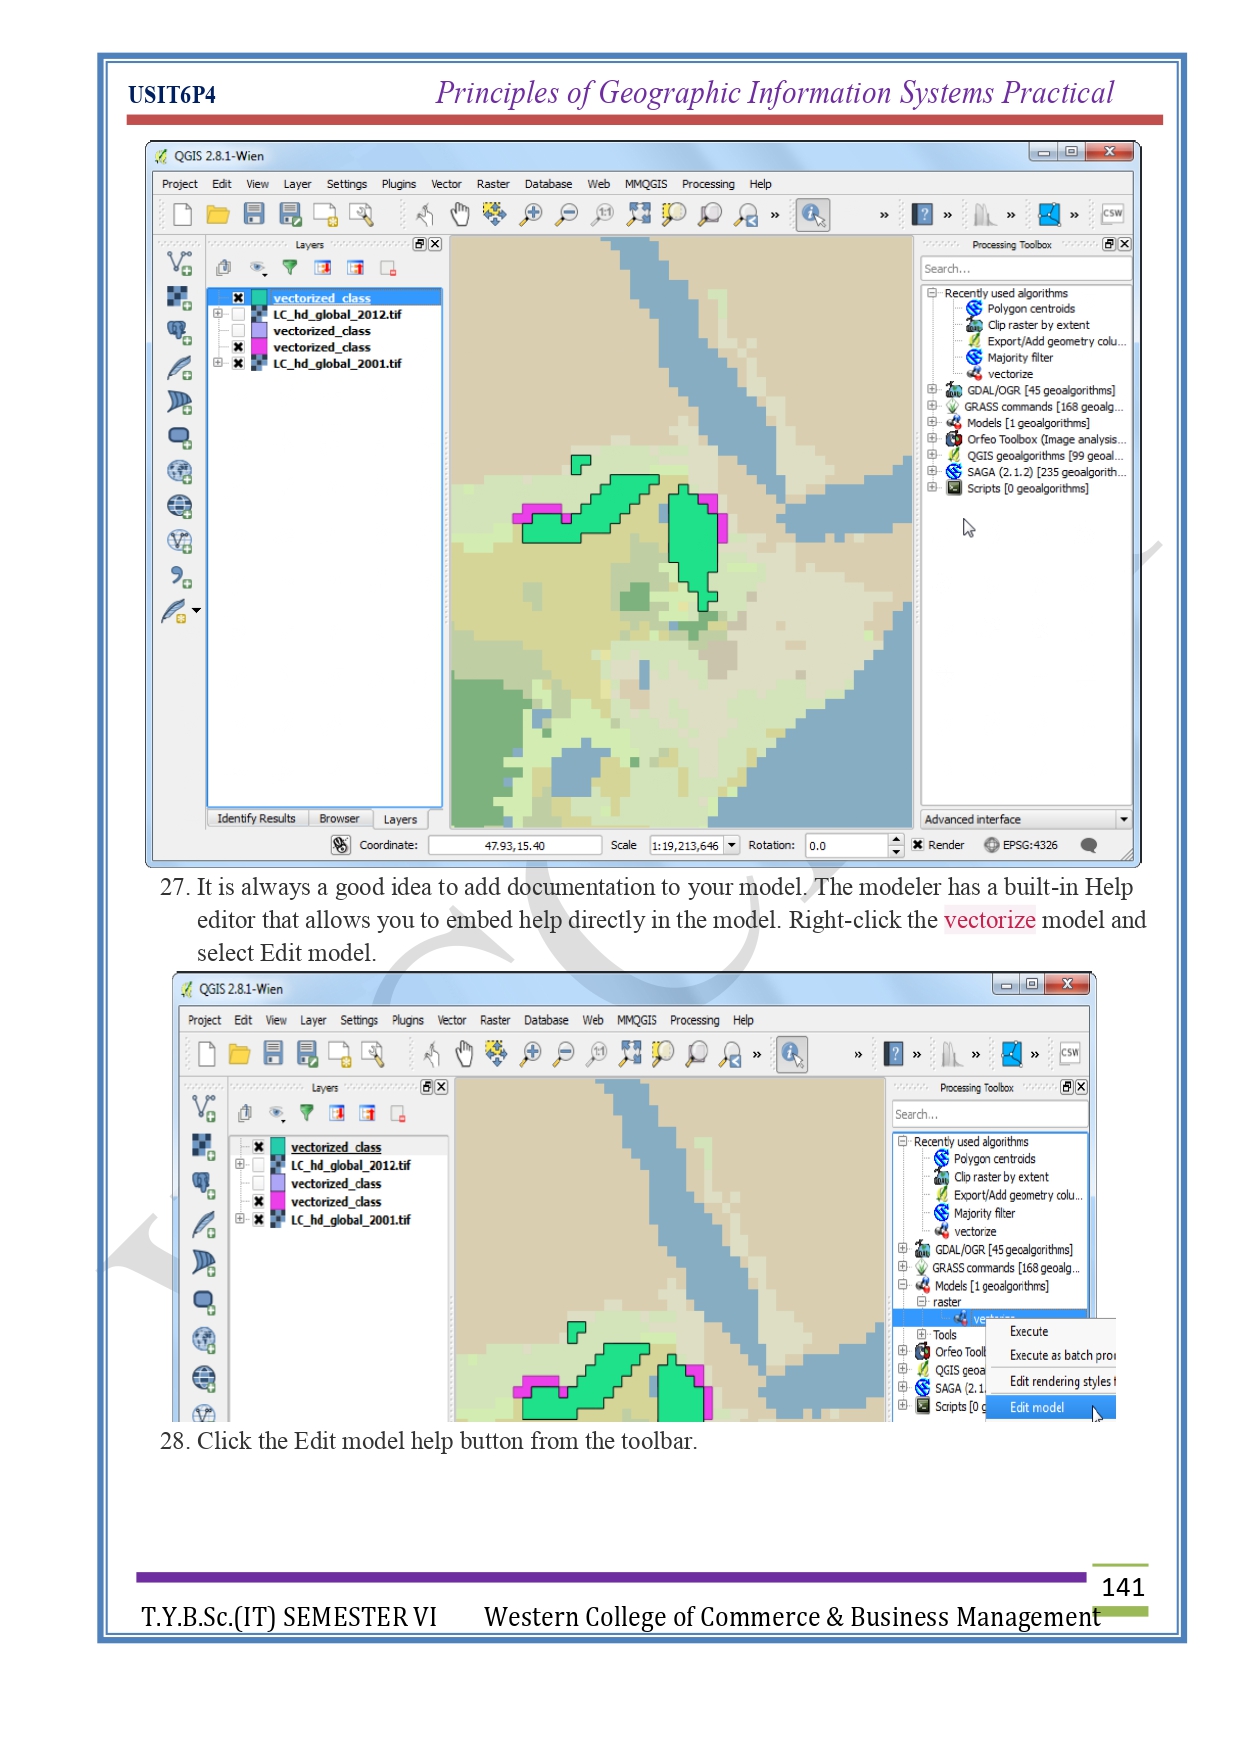 USIT6P4 Principles of Geographic Information Systems Practical
QGIS 2.8.1-Wien
Project Edit View Layer Settings Plugins Vector Raster Database Web MMQGIS Processing Help
CSW
Layers
Processing Toolbox
Search...
vectorized_class
LC_hd_global_2012.tif
vectorized_class
vectorized_class
LC_hd_global_2001.tif
Recently used algorithms
Polygon centroids
Clip raster by extent
Export/Add geometry colu...
Majority filter
vectorize
GDAL/OGR [45 geoalgorithms]
GRASS commands [168 geoalg...
Models [1 geoalgorithms]
Orfeo Toolbox (Image analysis...
QGIS geoalgorithms [99 geoal...
SAGA (2.1.2) [235 geoalgorith...
Scripts [0 geoalgorithms]
Identify Results Browser Layers
Advanced interface
Coordinate: 47.93,15.40 Scale 1:19,213,646 Rotation: 0.0 Render EPSG:4326
27. It is always a good idea to add documentation to your model. The modeler has a built-in Help
editor that allows you to embed help directly in the model. Right-click the vectorize model and
select Edit model.
QGIS 2.8.1-Wien
Project Edit View Layer Settings Plugins Vector Raster Database Web MMQGIS Processing Help
CSW
Layers
Processing Toolbox
Search...
vectorized_class
LC_hd_global_2012.tif
vectorized_class
vectorized_class
LC_hd_global_2001.tif
Recently used algorithms
Polygon centroids
Clip raster by extent
Export/Add geometry colu...
Majority filter
vectorize
GDAL/OGR [45 geoalgorithms]
GRASS commands [168 geoalg...
Models [1 geoalgorithms]
raster
Tools
Orfeo Toolb
QGIS geoa
SAGA (2.1.
Scripts [0 g
Execute
Execute as batch pro
Edit rendering styles f
Edit model
28. Click the Edit model help button from the toolbar.
141
T.Y.B.Sc.(IT) SEMESTER VI Western College of Commerce & Business Management